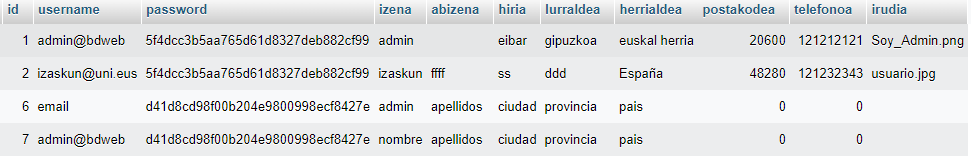 id username password izena abizena hiria lurraldea herrialdea postakodea telefonoa irudia
1 admin@bdweb 5f4dcc3b5aa765d61d8327deb882cf99 admin eibar gipuzkoa euskal herria 20600 121212121 Soy_Admin.png
2 izaskun@uni.eus 5f4dcc3b5aa765d61d8327deb882cf99 izaskun ffff ss ddd España 48280 121232343 usuario.jpg
6 email d41d8cd98f00b204e9800998ecf8427e admin apellidos ciudad provincia pais 0 0
7 admin@bdweb d41d8cd98f00b204e9800998ecf8427e nombre apellidos ciudad provincia pais 0 0